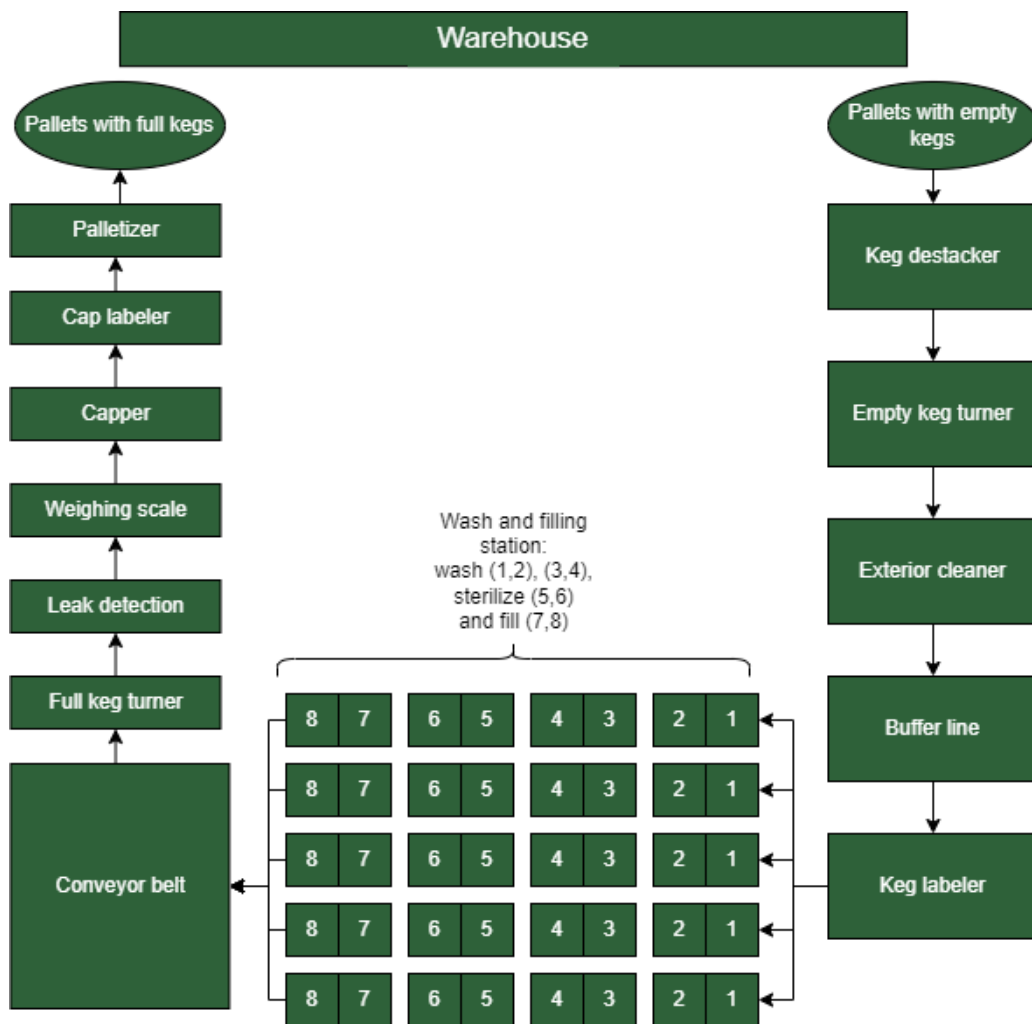 Warehouse
Pallets with full kegs
Pallets with empty
kegs
Palletizer
Keg destacker
Cap labeler
Capper
Empty keg turner
Weighing scale
Wash and filling
station:
wash (1,2), (3,4),
sterilize (5,6)
and fill (7,8)
Exterior cleaner
Leak detection
Full keg turner
Buffer line
8 7 6 5 4 3 2 1
8 7 6 5 4 3 2 1
8 7 6 5 4 3 2 1
Conveyor belt
Keg labeler
8 7 6 5 4 3 2 1
8 7 6 5 4 3 2 1